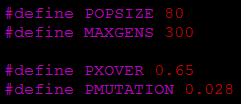 #define POPSIZE 80
#define MAXGENS 300
#define PXOVER 0.65
#define PMUTATION 0.028